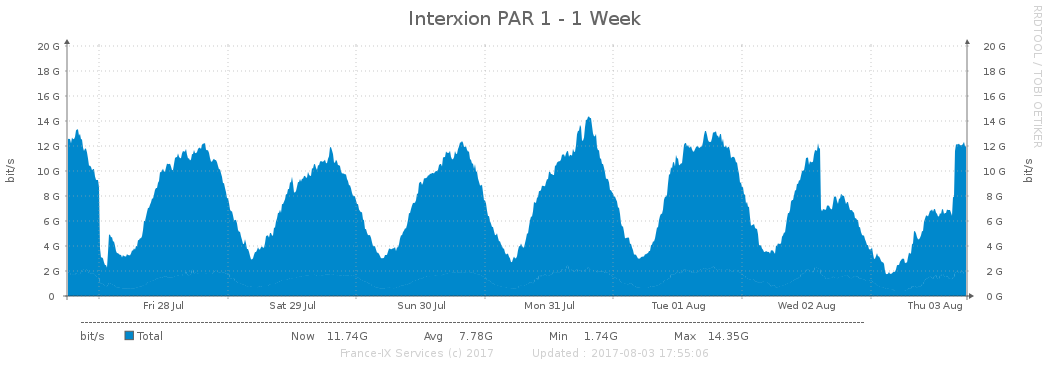 Interxion PAR 1 - 1 Week
RRDTOOL / TOBI OETIKER
bit/s
20 G 20 G
18 G 18 G
16 G 16 G
14 G 14 G
12 G 12 G
10 G 10 G
8 G 8 G
6 G 6 G
4 G 4 G
2 G 2 G
0 0 G
bit/s
Fri 28 Jul Sat 29 Jul Sun 30 Jul Mon 31 Jul Tue 01 Aug Wed 02 Aug Thu 03 Aug
bit/s Total Now 11.74G Avg 7.78G Min 1.74G Max 14.35G
France-IX Services (c) 2017 Updated : 2017-08-03 17:55:06